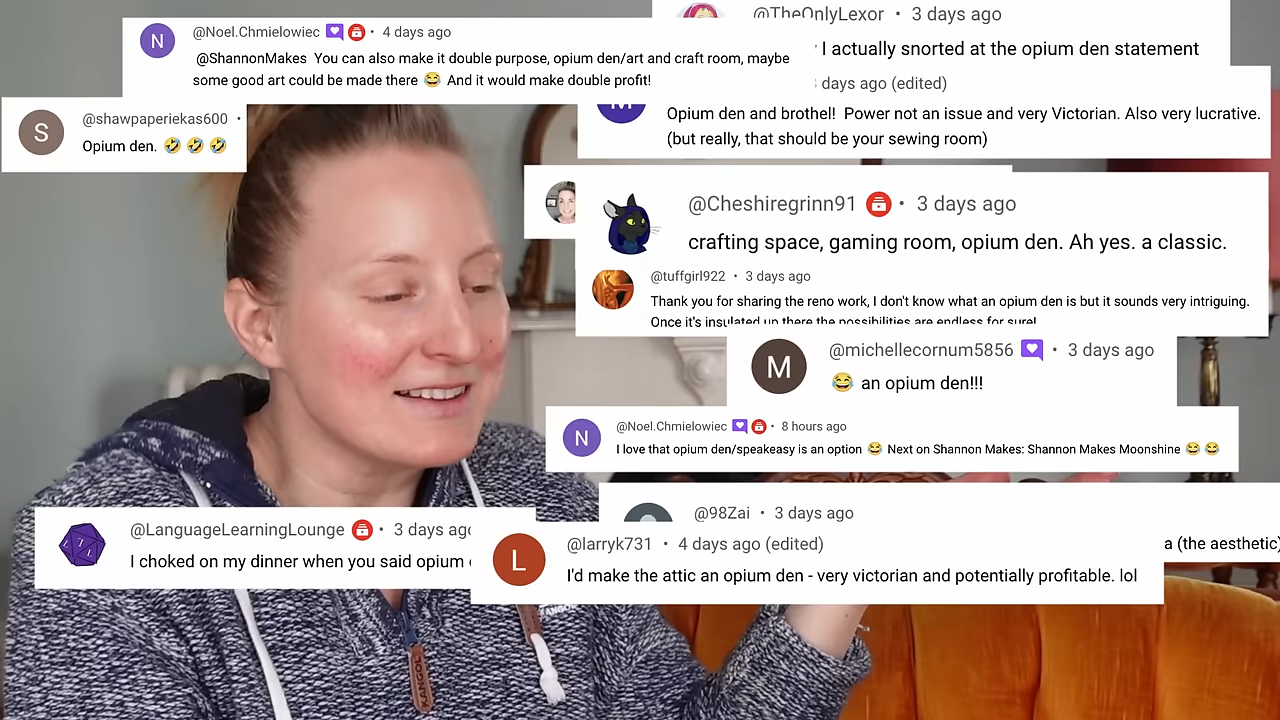 @TheOnlyLexor • 3 days ago
I actually snorted at the opium den statement
N
@Noel.Chmielowiec • 4 days ago
@ShannonMakes You can also make it double purpose, opium den/art and craft room, maybe
some good art could be made there 😂 And it would make double profit!
days ago (edited)
Opium den and brothel! Power not an issue and very Victorian. Also very lucrative.
(but really, that should be your sewing room)
S
@shawpaperiekas600 •
Opium den. 🤣 🤣 🤣
@Cheshiregrinn91 • 3 days ago
crafting space, gaming room, opium den. Ah yes. a classic.
@tuffgirl922 • 3 days ago
Thank you for sharing the reno work, I don't know what an opium den is but it sounds very intriguing.
Once it's insulated up there the possibilities are endless for sure!
M
@michellecornum5856 • 3 days ago
😂 an opium den!!!
N
@Noel.Chmielowiec • 8 hours ago
I love that opium den/speakeasy is an option 😂 Next on Shannon Makes: Shannon Makes Moonshine 😂 😂
@98Zai • 3 days ago
a (the aesthetic)
LLL
@LanguageLearningLounge • 3 days ago
I choked on my dinner when you said opium
L
@larryk731 • 4 days ago (edited)
I'd make the attic an opium den - very victorian and potentially profitable. lol
KANGOL
KANGOL